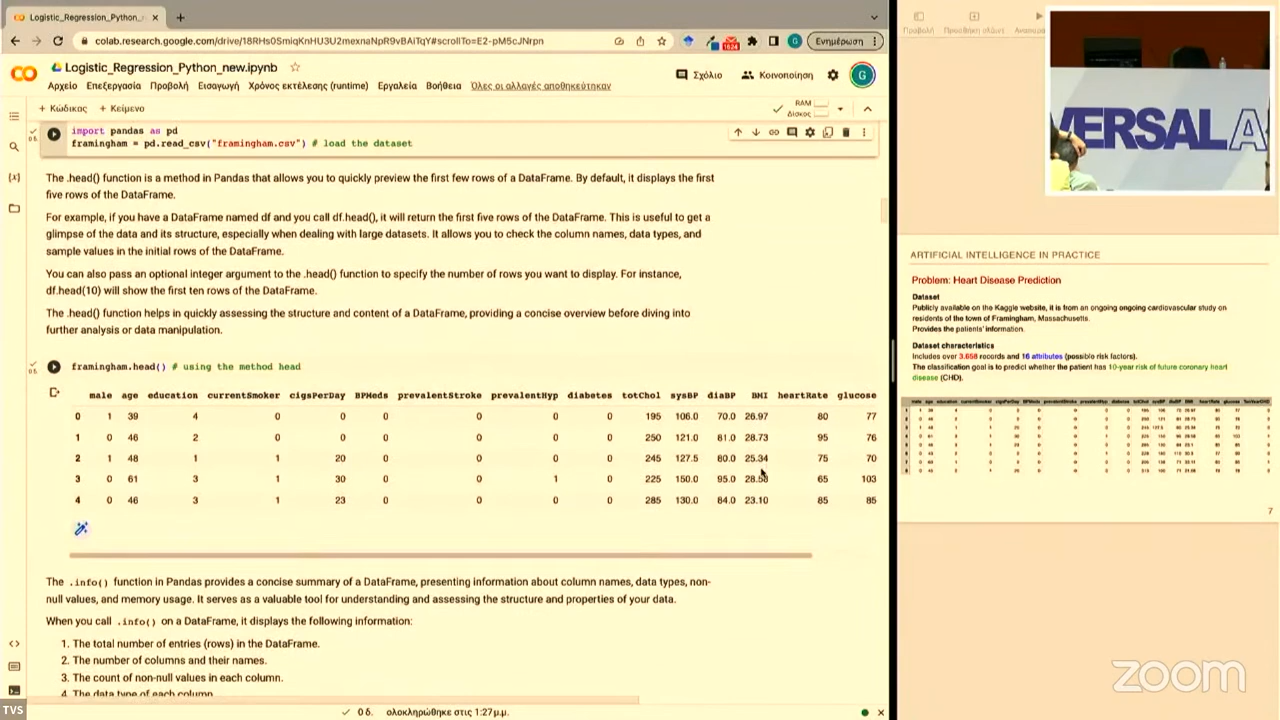 Logistic_Regression_Python_
colab.research.google.com/drive/18RHs0SmiqKnHU3U2mexnaNpR9vBAiTqY#scrollTo=E2-pM5cJNrpn
1624
G
Ενημέρωση
CO
Logistic_Regression_Python_new.ipynb
Σχόλιο
Κοινοποίηση
G
Αρχείο Επεξεργασία Προβολή Εισαγωγή Χρόνος εκτέλεσης (runtime) Εργαλεία Βοήθεια Όλες οι αλλαγές αποθηκεύτηκαν
+ Κώδικας + Κείμενο
RAM
Δίσκος
import pandas as pd
framingham = pd.read_csv("framingham.csv") # load the dataset
The .head() function is a method in Pandas that allows you to quickly preview the first few rows of a DataFrame. By default, it displays the first
five rows of the DataFrame.
For example, if you have a DataFrame named df and you call df.head(), it will return the first five rows of the DataFrame. This is useful to get a
glimpse of the data and its structure, especially when dealing with large datasets. It allows you to check the column names, data types, and
sample values in the initial rows of the DataFrame.
You can also pass an optional integer argument to the .head() function to specify the number of rows you want to display. For instance,
df.head(10) will show the first ten rows of the DataFrame.
The .head() function helps in quickly assessing the structure and content of a DataFrame, providing a concise overview before diving into
further analysis or data manipulation.
framingham.head() # using the method head
male age education currentSmoker cigsPerDay BPMeds prevalentStroke prevalentHyp diabetes totChol sysBP diaBP BMI heartRate glucose
0 1 39 4 0 0 0 0 0 0 195 106.0 70.0 26.97 80 77
1 0 46 2 0 0 0 0 0 0 250 121.0 81.0 28.73 95 76
2 1 48 1 1 20 0 0 0 0 245 127.5 80.0 25.34 75 70
3 0 61 3 1 30 0 0 1 0 225 150.0 95.0 28.58 65 103
4 0 46 3 1 23 0 0 0 0 285 130.0 84.0 23.10 85 85
The .info() function in Pandas provides a concise summary of a DataFrame, presenting information about column names, data types, non-
null values, and memory usage. It serves as a valuable tool for understanding and assessing the structure and properties of your data.
When you call .info() on a DataFrame, it displays the following information:
1. The total number of entries (rows) in the DataFrame.
2. The number of columns and their names.
3. The count of non-null values in each column.
4. The data type of each column
0 δ. ολοκληρώθηκε στις 1:27μ.μ.
TVS
Προβολή Προσθήκη
VERSAL A
ARTIFICIAL INTELLIGENCE IN PRACTICE
Problem: Heart Disease Prediction
Dataset
Publicly available on the Kaggle website, it is from an ongoing ongoing cardiovascular study on
residents of the town of Framingham, Massachusetts.
Provides the patients' information.
Dataset characteristics
Includes over 3.658 records and 16 attributes (possible risk factors).
The classification goal is to predict whether the patient has 10-year risk of future coronary heart
disease (CHD).
7
zoom